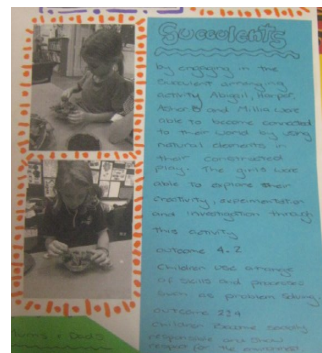 Succulents
by engaging in the
succulent arranging
activity Abigail, Harper,
and Millie were
able to become connected
to their world by using
natural elements in
their constructed
play. The girls were
able to explore their
creativity, experimentation
and investigation through
this activity
outcome 4.2
Children use a range
of skills and processes
such as problem solving.
outcome 2.4
Children become socially
responsible and show
respect for the environment